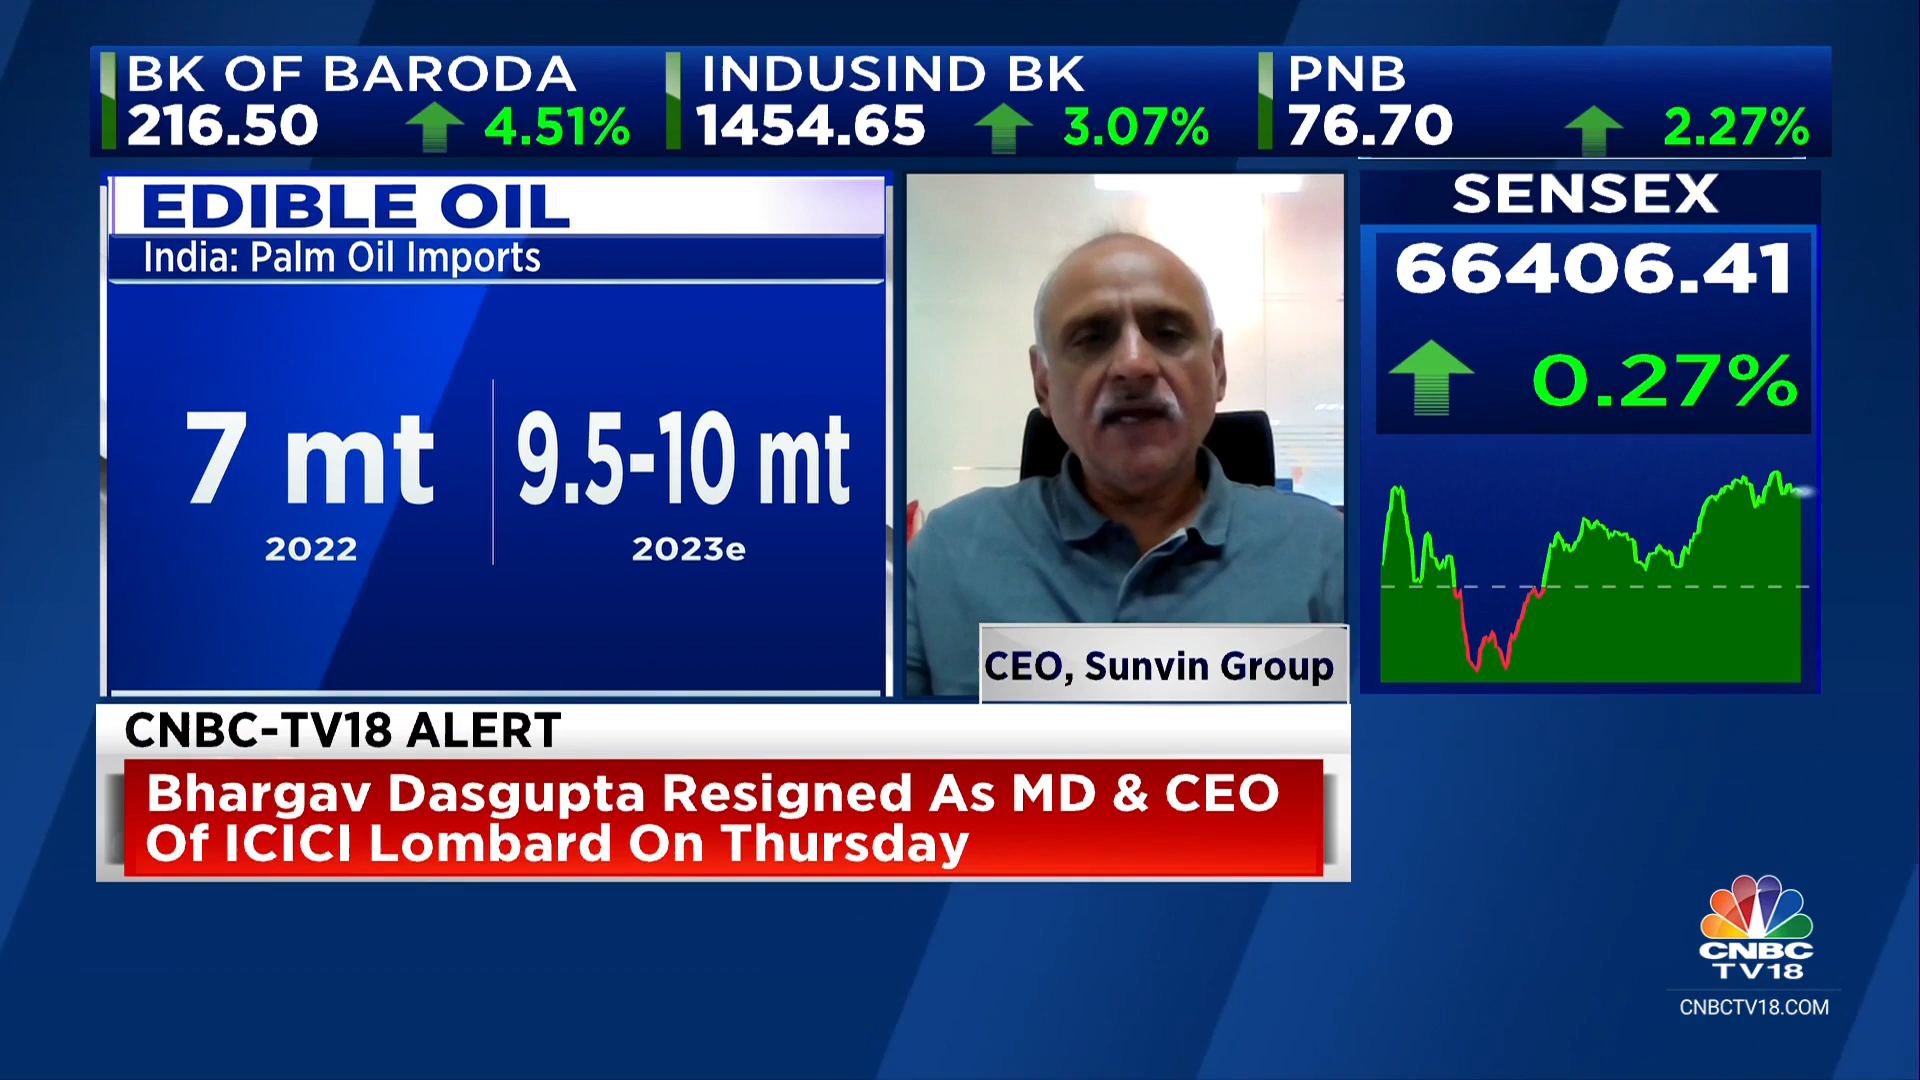 BK OF BARODA
216.50 4.51%
INDUSIND BK
1454.65 3.07%
PNB
76.70 2.27%
EDIBLE OIL
India: Palm Oil Imports
7 mt
2022
9.5-10 mt
2023e
CEO, Sunvin Group
SENSEX
66406.41
0.27%
CNBC-TV18 ALERT
Bhargav Dasgupta Resigned As MD & CEO
Of ICICI Lombard On Thursday
CNBC
TV18
CNBCTV18.COM